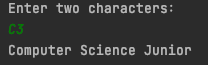 Enter two characters:
C3
Computer Science Junior